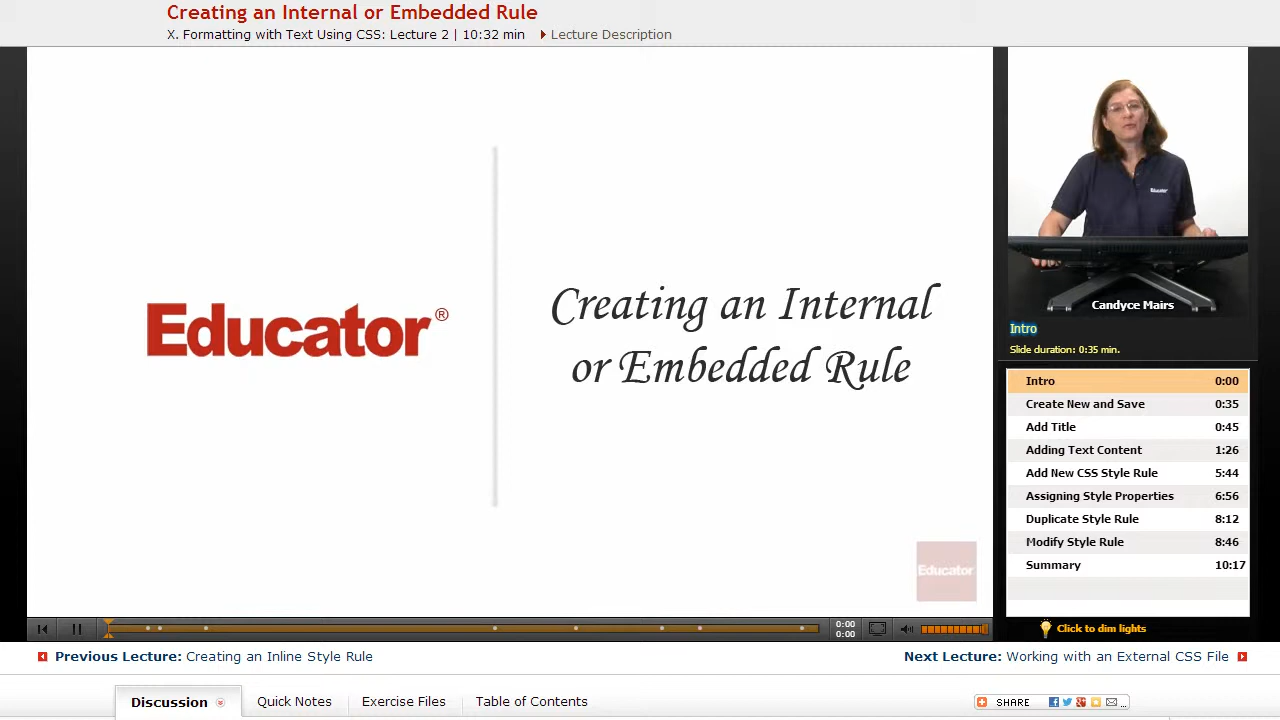 Creating an Internal or Embedded Rule
X. Formatting with Text Using CSS: Lecture 2 | 10:32 min
Lecture Description
Educator®
Creating an Internal
or Embedded Rule
Educator
Educator
Candyce Mairs
Intro
Slide duration: 0:35 min.
Intro 0:00
Create New and Save 0:35
Add Title 0:45
Adding Text Content 1:26
Add New CSS Style Rule 5:44
Assigning Style Properties 6:56
Duplicate Style Rule 8:12
Modify Style Rule 8:46
Summary 10:17
0:00
0:00
Click to dim lights
Previous Lecture: Creating an Inline Style Rule
Next Lecture: Working with an External CSS File
Discussion
Quick Notes
Exercise Files
Table of Contents
SHARE